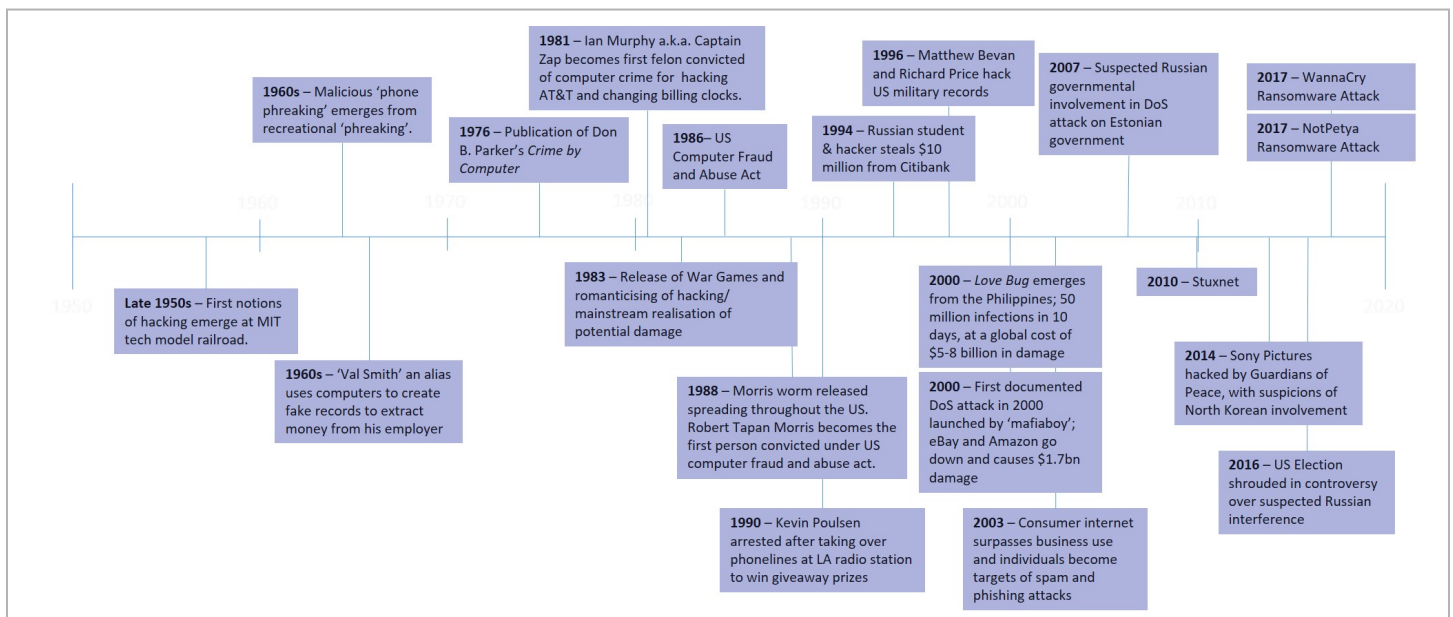 1981 – Ian Murphy a.k.a. Captain
Zap becomes first felon convicted
of computer crime for hacking
AT&T and changing billing clocks.
1996 – Matthew Bevan
and Richard Price hack
US military records
2007 – Suspected Russian
governmental
involvement in DoS
attack on Estonian
government
2017 – WannaCry
Ransomware Attack
1960s – Malicious ‘phone
phreaking’ emerges from
recreational ‘phreaking’.
1976 – Publication of Don
B. Parker’s Crime by
Computer
1986– US
Computer Fraud
and Abuse Act
1994 – Russian student
& hacker steals $10
million from Citibank
2017 – NotPetya
Ransomware Attack
1960
1970
1980
1990
2000
2010
1950
2020
Late 1950s – First notions
of hacking emerge at MIT
tech model railroad.
1983 – Release of War Games and
romanticising of hacking/
mainstream realisation of
potential damage
2000 – Love Bug emerges
from the Philippines; 50
million infections in 10
days, at a global cost of
$5-8 billion in damage
2010 – Stuxnet
1960s – ‘Val Smith’ an alias
uses computers to create
fake records to extract
money from his employer
1988 – Morris worm released
spreading throughout the US.
Robert Tapan Morris becomes the
first person convicted under US
computer fraud and abuse act.
2000 – First documented
DoS attack in 2000
launched by ‘mafiaboy’;
eBay and Amazon go
down and causes $1.7bn
damage
2014 – Sony Pictures
hacked by Guardians of
Peace, with suspicions of
North Korean involvement
1990 – Kevin Poulsen
arrested after taking over
phonelines at LA radio station
to win giveaway prizes
2003 – Consumer internet
surpasses business use
and individuals become
targets of spam and
phishing attacks
2016 – US Election
shrouded in controversy
over suspected Russian
interference